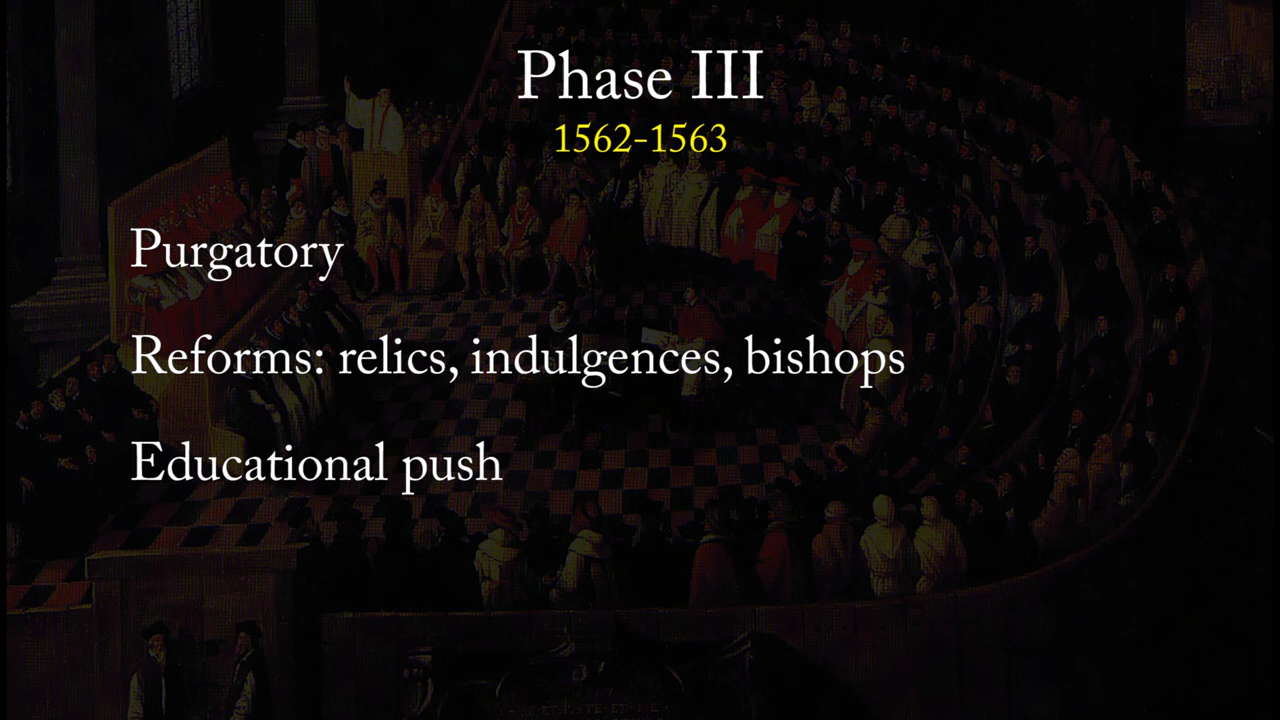 Phase III
1562-1563
Purgatory
Reforms: relics, indulgences, bishops
Educational push